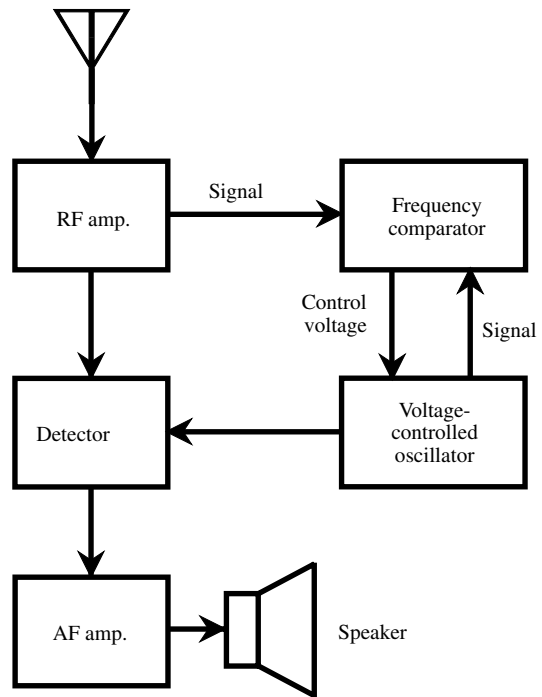 RF amp.
Signal
Frequency
comparator
Control
voltage
Signal
Detector
Voltage-
controlled
oscillator
AF amp.
Speaker